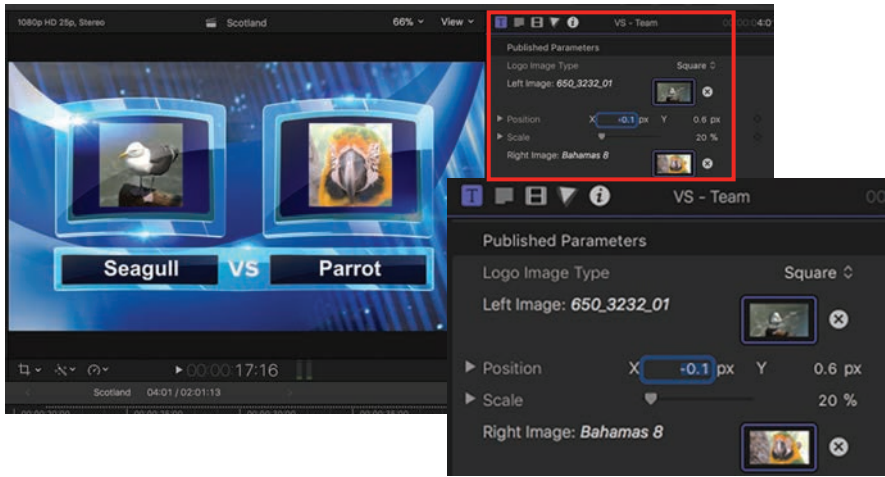 1080p HD 25p, Stereo
Scotland
66%
View
VS - Team
4:0
Published Parameters
Logo Image Type
Square
Left Image: 650_3232_01
Position X -0.1 px Y 0.6 px
Scale 20 %
Right Image: Bahamas 8
Seagull VS Parrot
00:00:17:16
Scotland 04:01 / 02:01:13
VS - Team
00
Published Parameters
Logo Image Type Square
Left Image: 650_3232_01
Position X -0.1 px Y 0.6 px
Scale 20 %
Right Image: Bahamas 8